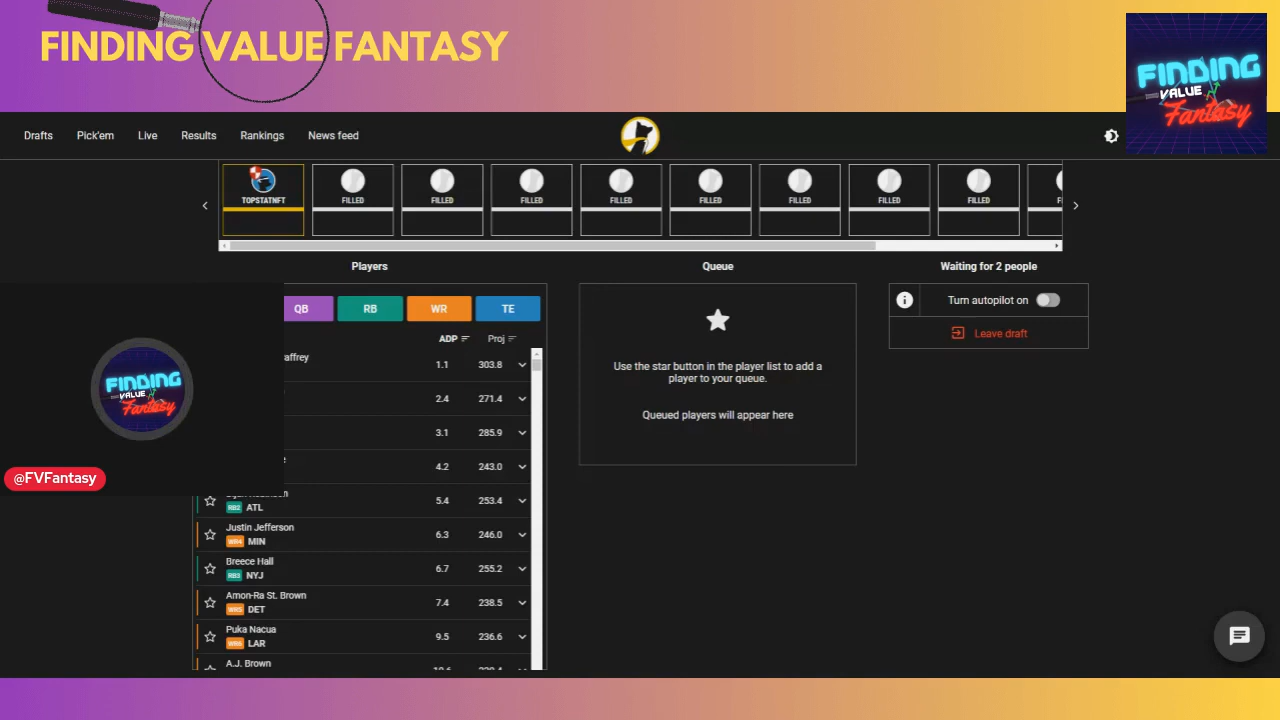 FINDING VALUE FANTASY
FINDING
VALUE
Fantasy
Drafts Pick'em Live Results Rankings News feed
TOPSTATNFT FILLED FILLED FILLED FILLED FILLED FILLED FILLED FILLED
Players Queue Waiting for 2 people
QB RB WR TE
Turn autopilot on
Leave draft
ADP Proj
Use the star button in the player list to add a
player to your queue.
Queued players will appear here
affrey 1.1 303.8
2.4 271.4
3.1 285.9
4.2 243.0
FINDING
VALUE
Fantasy
@FVFantasy
5.4 253.4
RB2 ATL
Justin Jefferson 6.3 246.0
WR4 MIN
Breece Hall 6.7 255.2
RB3 NYJ
Amon-Ra St. Brown 7.4 238.5
WR5 DET
Puka Nacua 9.5 236.6
WR6 LAR
A.J. Brown